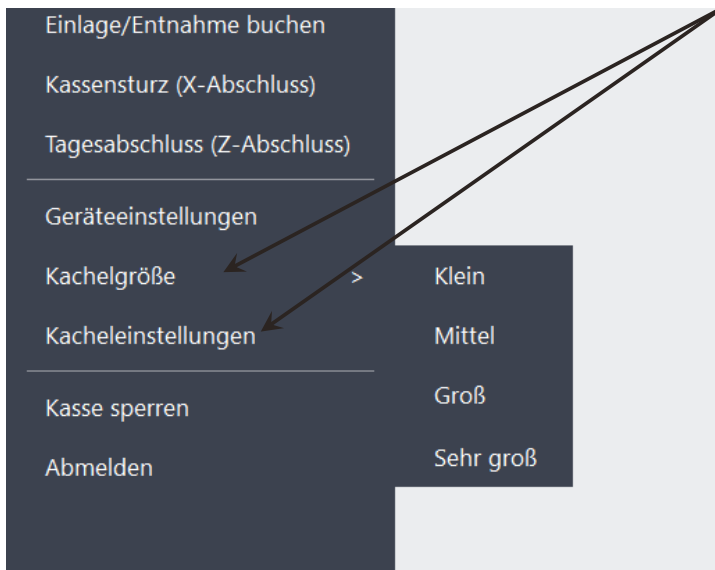 Einlage/Entnahme buchen
Kassensturz (X-Abschluss)
Tagesabschluss (Z-Abschluss)
Geräteeinstellungen
Kachelgröße >
Kacheleinstellungen
Kasse sperren
Abmelden
Klein
Mittel
Groß
Sehr groß